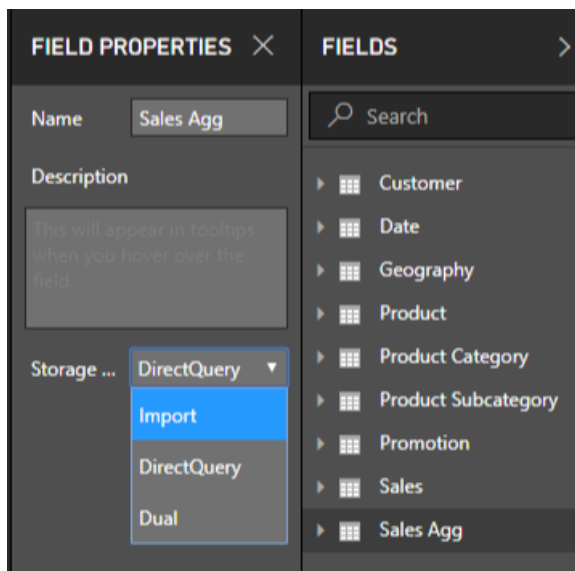 FIELD PROPERTIES
Name Sales Agg
Description
This will appear in tooltips
when you hover over the
field.
Storage ... DirectQuery
Import
DirectQuery
Dual
FIELDS
Search
Customer
Date
Geography
Product
Product Category
Product Subcategory
Promotion
Sales
Sales Agg